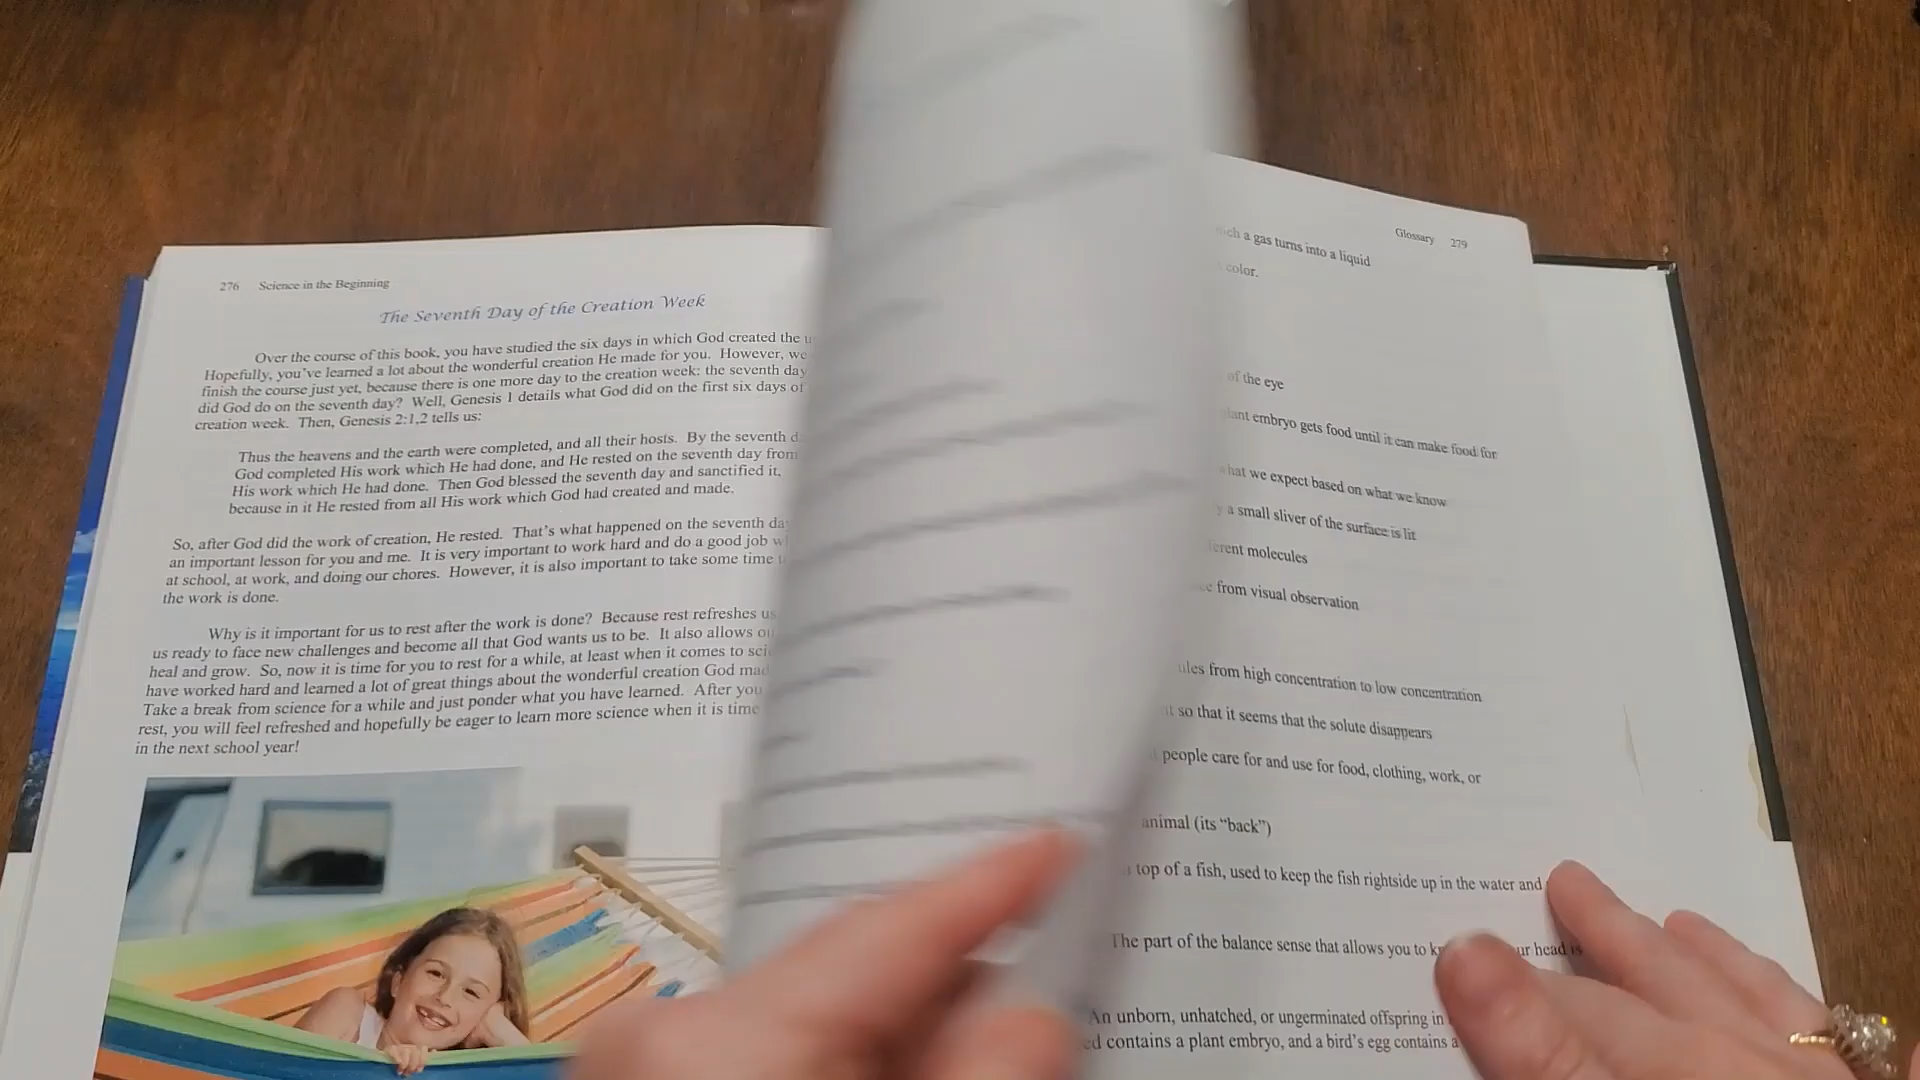 276 Science in the Beginning
The Seventh Day of the Creation Week
Over the course of this book, you have studied the six days in which God created the
Hopefully, you've learned a lot about the wonderful creation He made for you. However, we
finish the course just yet, because there is one more day to the creation week: the seventh day
did God do on the seventh day? Well, Genesis 1 details what God did on the first six days of
creation week. Then, Genesis 2:1,2 tells us:
Thus the heavens and the earth were completed, and all their hosts. By the seventh
God completed His work which He had done, and He rested on the seventh day from
His work which He had done. Then God blessed the seventh day and sanctified it,
because in it He rested from all His work which God had created and made.
So, after God did the work of creation, He rested. That's what happened on the seventh
an important lesson for you and me. It is very important to work hard and do a good job
at school, at work, and doing our chores. However, it is also important to take some time
the work is done.
Why is it important for us to rest after the work is done? Because rest refreshes us
us ready to face new challenges and become all that God wants us to be. It also allows
heal and grow. So, now it is time for you to rest for a while, at least when it comes to
have worked hard and learned a lot of great things about the wonderful creation God
Take a break from science for a while and just ponder what you have learned. After you
rest, you will feel refreshed and hopefully be eager to learn more science when it is time
in the next school year!
Glossary 279
a gas turns into a liquid
color.
of the eye
embryo gets food until it can make food for
what we expect based on what we know
a small sliver of the surface is lit
molecules
from visual observation
from high concentration to low concentration
so that it seems that the solute disappears
people care for and use for food, clothing, work, or
animal (its "back")
top of a fish, used to keep the fish rightside up in the water and
The part of the balance sense that allows you to head is
An unborn, unhatched, or ungerminated offspring in
contains a plant embryo, and a bird's egg contains a